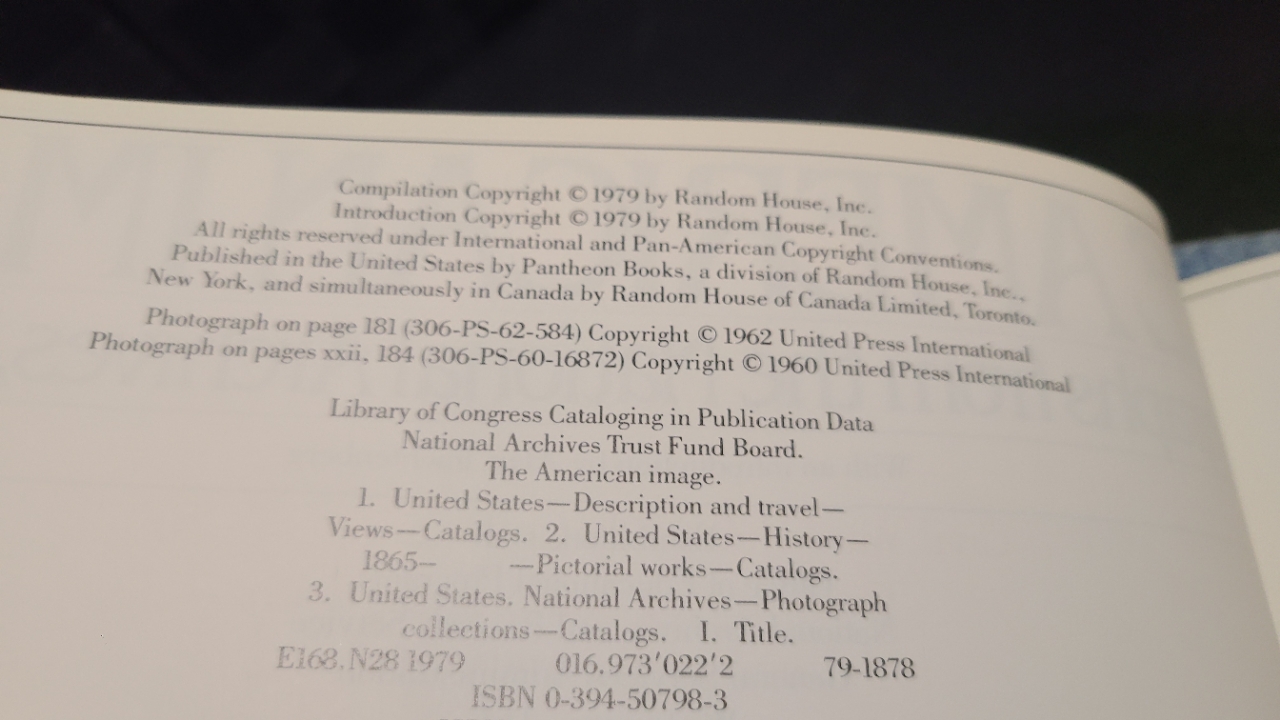 Compilation Copyright © 1979 by Random House, Inc.
Introduction Copyright © 1979 by Random House, Inc.
All rights reserved under International and Pan-American Copyright Conventions.
Published in the United States by Pantheon Books, a division of Random House, Inc.,
New York, and simultaneously in Canada by Random House of Canada Limited, Toronto.
Photograph on page 181 (306-PS-62-584) Copyright © 1962 United Press International
Photograph on pages xxii, 184 (306-PS-60-16872) Copyright © 1960 United Press International
Library of Congress Cataloging in Publication Data
National Archives Trust Fund Board.
The American image.
1. United States—Description and travel—
Views—Catalogs. 2. United States—History—
1865– —Pictorial works—Catalogs.
3. United States. National Archives—Photograph
collections—Catalogs. I. Title.
E168.N28 1979 016.973′022′2 79-1878
ISBN 0-394-50798-3